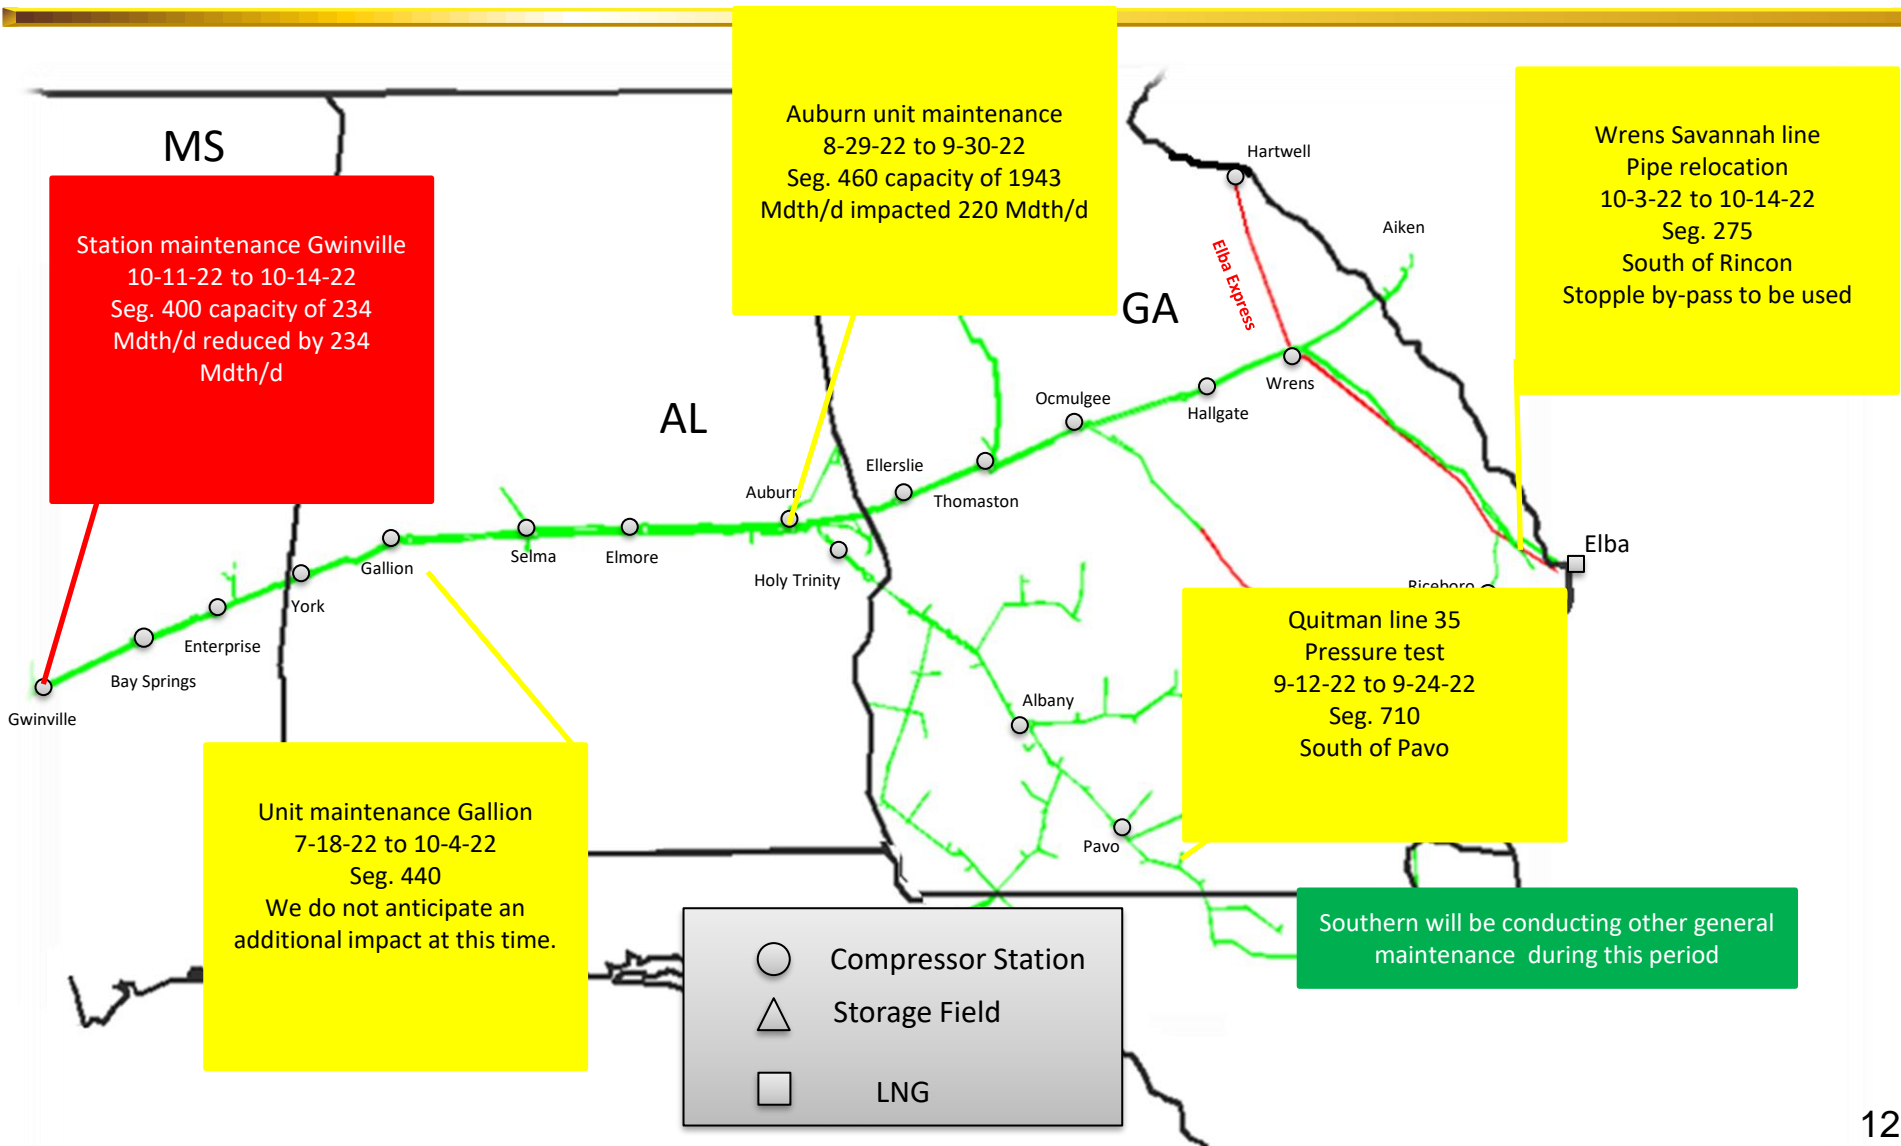 MS
Station maintenance Gwinville
10-11-22 to 10-14-22
Seg. 400 capacity of 234
Mdth/d reduced by 234
Mdth/d
Auburn unit maintenance
8-29-22 to 9-30-22
Seg. 460 capacity of 1943
Mdth/d impacted 220 Mdth/d
Wrens Savannah line
Pipe relocation
10-3-22 to 10-14-22
Seg. 275
South of Rincon
Stopple by-pass to be used
Hartwell
Aiken
Elba Express
GA
Wrens
Hallgate
Ocmulgee
AL
Ellerslie
Thomaston
Auburn
Selma
Elmore
Holy Trinity
Gallion
York
Enterprise
Bay Springs
Gwinville
Elba
Riceboro
Quitman line 35
Pressure test
9-12-22 to 9-24-22
Seg. 710
South of Pavo
Albany
Pavo
Unit maintenance Gallion
7-18-22 to 10-4-22
Seg. 440
We do not anticipate an
additional impact at this time.
Southern will be conducting other general
maintenance  during this period
Compressor Station
Storage Field
LNG
12